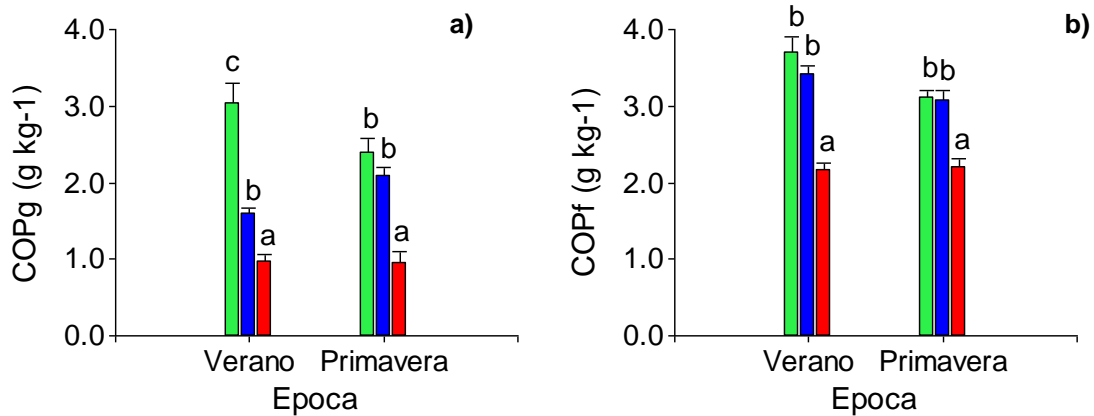 a)
COPg (g kg-1)
4.0
3.0
2.0
1.0
0.0
c
b
a
b
b
a
Verano Primavera
Epoca
b)
COPf (g kg-1)
4.0
3.0
2.0
1.0
0.0
b
b
a
b b
a
Verano Primavera
Epoca